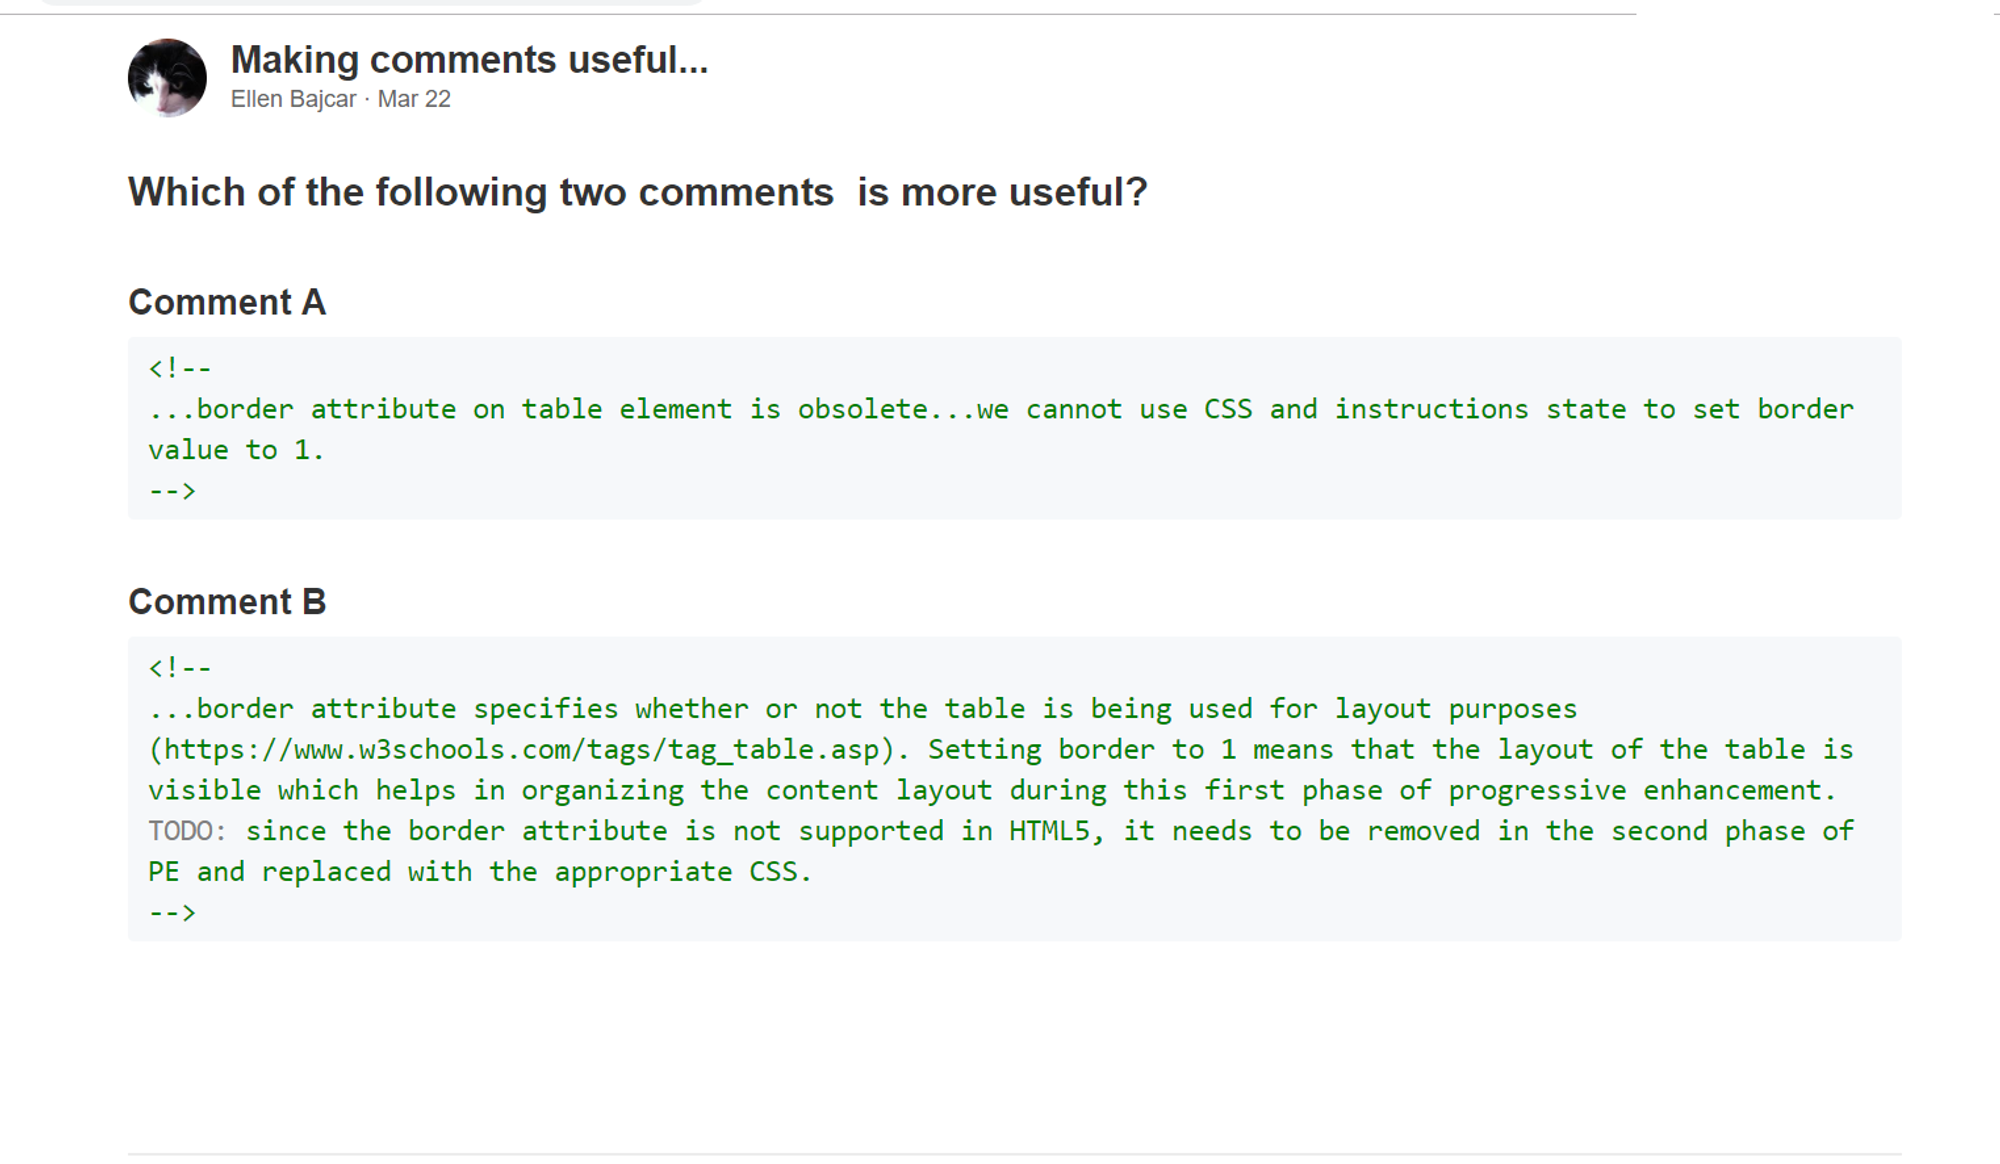 Making comments useful...
Ellen Bajcar · Mar 22
Which of the following two comments  is more useful?
Comment A
<!--
...border attribute on table element is obsolete...we cannot use CSS and instructions state to set border
value to 1.
-->
Comment B
<!--
...border attribute specifies whether or not the table is being used for layout purposes
(https://www.w3schools.com/tags/tag_table.asp). Setting border to 1 means that the layout of the table is
visible which helps in organizing the content layout during this first phase of progressive enhancement.
TODO: since the border attribute is not supported in HTML5, it needs to be removed in the second phase of
PE and replaced with the appropriate CSS.
-->